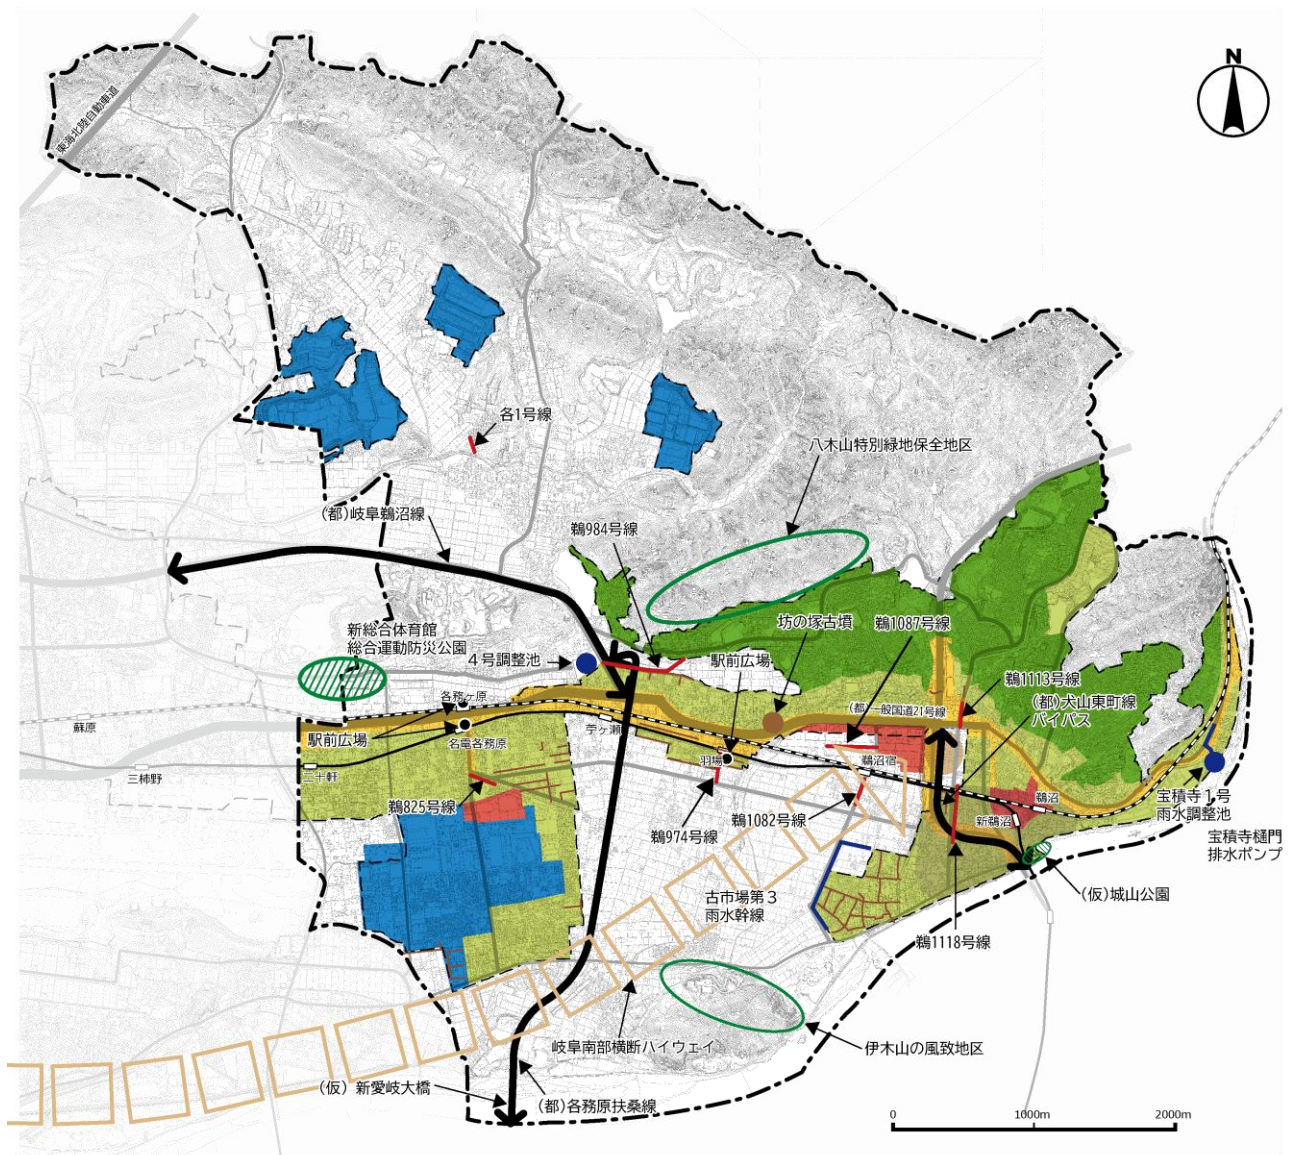 N
東海北陸自動車道
各1号線
八木山特別緑地保全地区
(都)岐阜鵜沼線
鵜984号線
坊の塚古墳
鵜1087号線
新総合体育館
総合運動防災公園
4号調整池
駅前広場
鵜1113号線
(都)犬山東町線
バイパス
各務ヶ原
(都)一般国道21号線
蘇原
駅前広場
名電各務原
苧ヶ瀬
羽場
鵜沼宿
三柿野
二十軒
鵜沼
新鵜沼
宝積寺1号
雨水調整池
鵜825号線
鵜974号線
鵜1082号線
宝積寺樋門
排水ポンプ
古市場第3
雨水幹線
(仮)城山公園
鵜1118号線
岐阜南部横断ハイウェイ
伊木山の風致地区
(仮) 新愛岐大橋
(都)各務原扶桑線
0 1000m 2000m